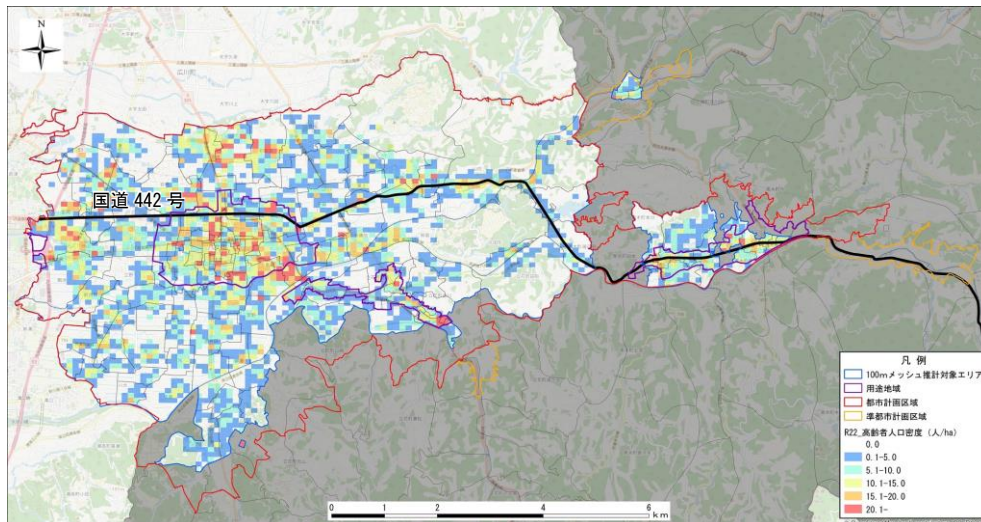 N
広川町
国道 442 号
凡 例
100mメッシュ推計対象エリア
用途地域
都市計画区域
準都市計画区域
R22_高齢者人口密度（人/ha）
0.0
0.1-5.0
5.1-10.0
10.1-15.0
15.1-20.0
20.1-
0 1 2 4 6
km